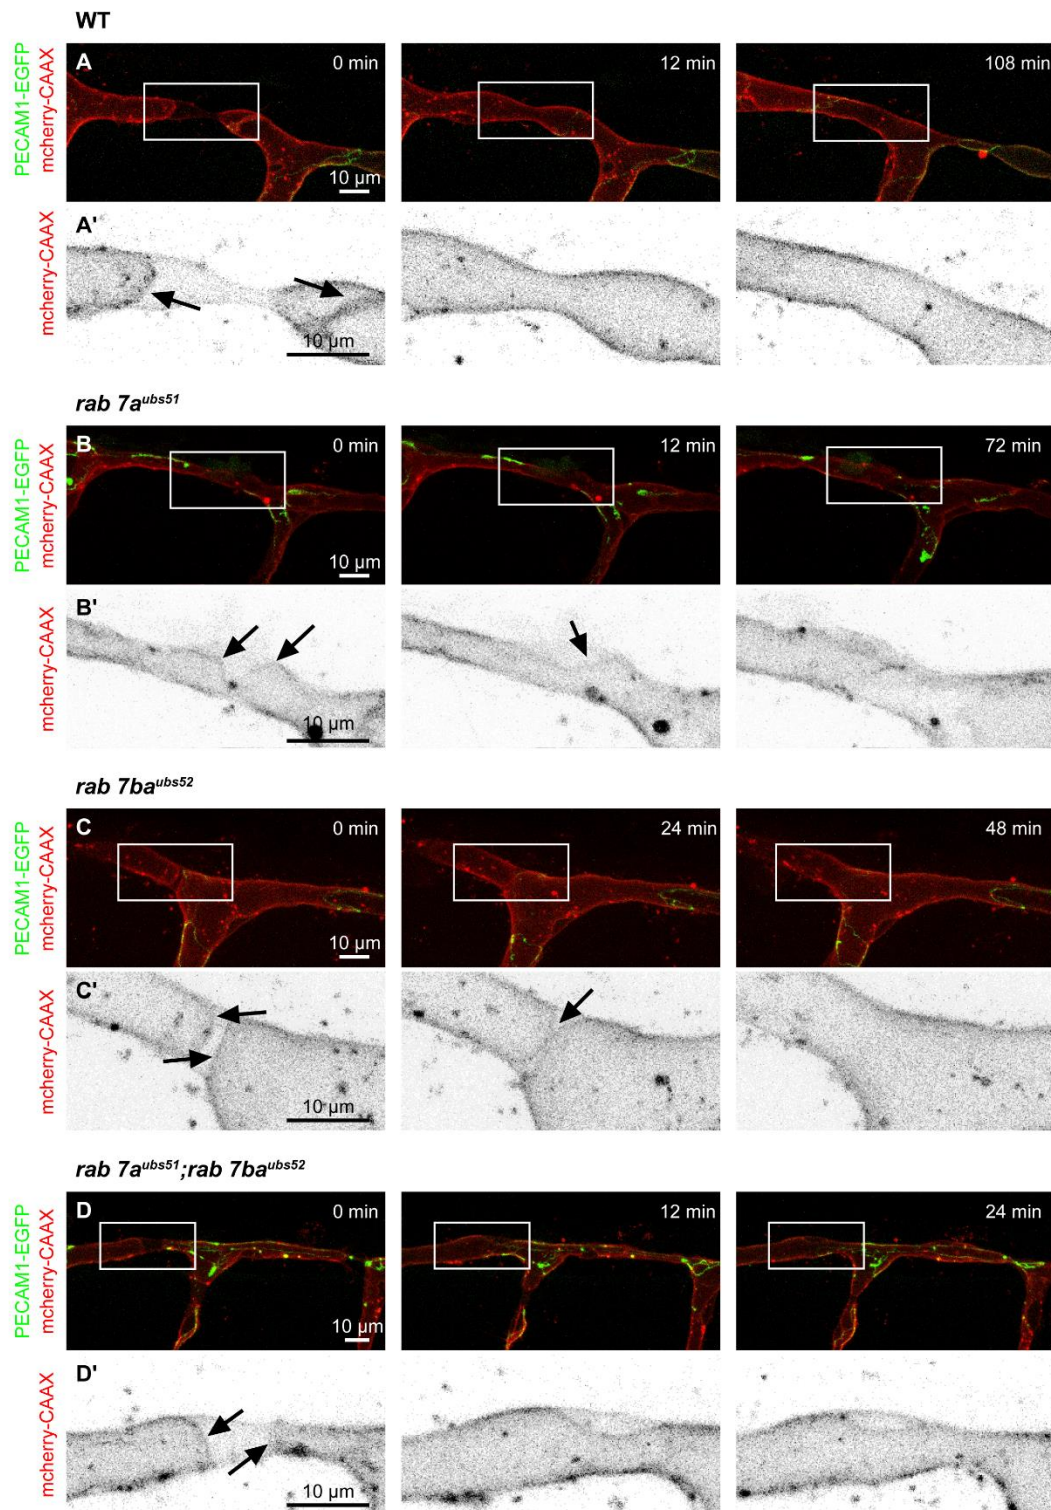 WT
PECAM1-EGFP
mcherry-CAAX
A
0 min
12 min
108 min
10 µm
mcherry-CAAX
A'
10 µm
rab 7a^ubs51
PECAM1-EGFP
mcherry-CAAX
B
0 min
12 min
72 min
10 µm
mcherry-CAAX
B'
10 µm
rab 7ba^ubs52
PECAM1-EGFP
mcherry-CAAX
C
0 min
24 min
48 min
10 µm
mcherry-CAAX
C'
10 µm
rab 7a^ubs51;rab 7ba^ubs52
PECAM1-EGFP
mcherry-CAAX
D
0 min
12 min
24 min
10 µm
mcherry-CAAX
D'
10 µm